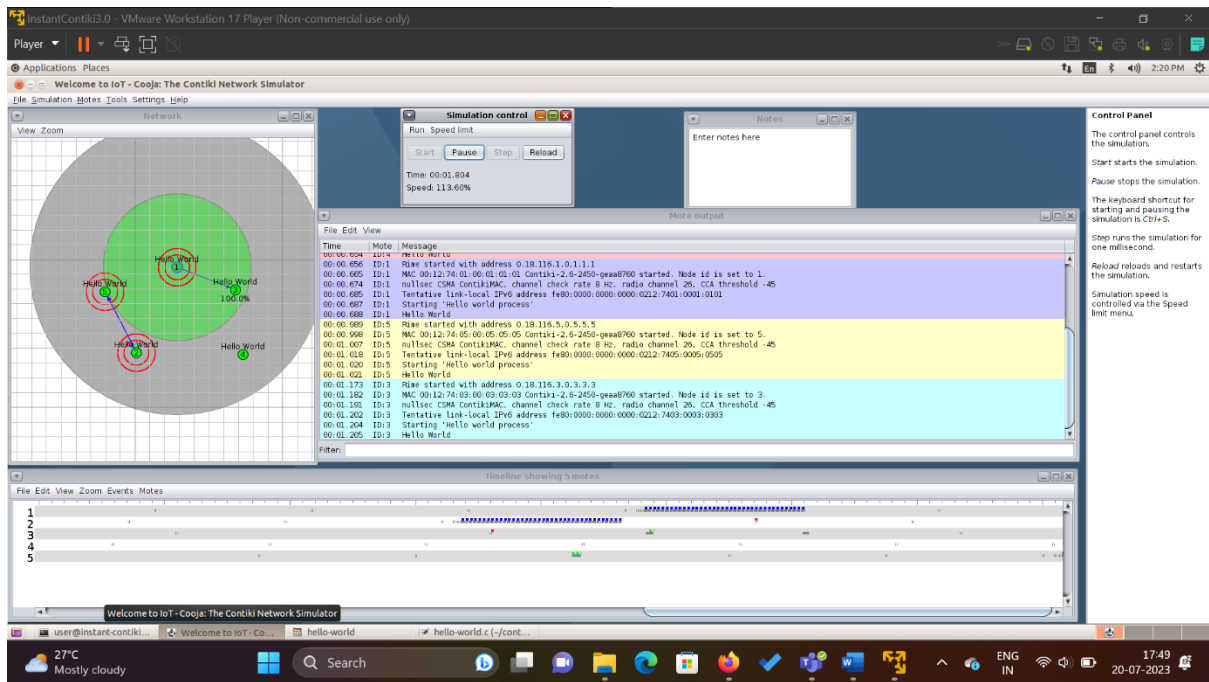 InstantContiki3.0 - VMware Workstation 17 Player (Non-commercial use only)
Player
Applications Places
En
2:20 PM
Welcome to IoT - Cooja: The Contiki Network Simulator
File Simulation Motes Tools Settings Help
Network
View Zoom
Hello World
1
Hello World
3
100.0%
Hello World
5
Hello World
2
Hello World
4
Simulation control
Run Speed limit
Start Pause Step Reload
Time: 00:01.804
Speed: 113.60%
Notes
Enter notes here
Control Panel
The control panel controls
the simulation.
Start starts the simulation.
Pause stops the simulation.
The keyboard shortcut for
starting and pausing the
simulation is Ctrl+S.
Step runs the simulation for
one millisecond.
Reload reloads and restarts
the simulation.
Simulation speed is
controlled via the Speed
limit menu.
Mote output
File Edit View
Time Mote Message
00:00.654 ID:4 Hello World
00:00.656 ID:1 Rime started with address 0.18.116.1.0.1.1.1
00:00.665 ID:1 MAC 00:12:74:01:00:01:01:01 Contiki-2.6-2450-geaa8760 started. Node id is set to 1.
00:00.674 ID:1 nullsec CSMA ContikiMAC, channel check rate 8 Hz, radio channel 26, CCA threshold -45
00:00.685 ID:1 Tentative link-local IPv6 address fe80:0000:0000:0000:0212:7401:0001:0101
00:00.687 ID:1 Starting 'Hello world process'
00:00.688 ID:1 Hello World
00:00.989 ID:5 Rime started with address 0.18.116.5.0.5.5.5
00:00.998 ID:5 MAC 00:12:74:05:00:05:05:05 Contiki-2.6-2450-geaa8760 started. Node id is set to 5.
00:01.007 ID:5 nullsec CSMA ContikiMAC, channel check rate 8 Hz, radio channel 26, CCA threshold -45
00:01.018 ID:5 Tentative link-local IPv6 address fe80:0000:0000:0000:0212:7405:0005:0505
00:01.020 ID:5 Starting 'Hello world process'
00:01.021 ID:5 Hello World
00:01.173 ID:3 Rime started with address 0.18.116.3.0.3.3.3
00:01.182 ID:3 MAC 00:12:74:03:00:03:03:03 Contiki-2.6-2450-geaa8760 started. Node id is set to 3.
00:01.191 ID:3 nullsec CSMA ContikiMAC, channel check rate 8 Hz, radio channel 26, CCA threshold -45
00:01.202 ID:3 Tentative link-local IPv6 address fe80:0000:0000:0000:0212:7403:0003:0303
00:01.204 ID:3 Starting 'Hello world process'
00:01.205 ID:3 Hello World
Filter:
Timeline showing 5 motes
File Edit View Zoom Events Motes
1
2
3
4
5
Welcome to IoT - Cooja: The Contiki Network Simulator
user@instant-contiki... Welcome to IoT - Co... hello-world hello-world.c (~/cont...
27°C
Mostly cloudy
Search
ENG
IN
17:49
20-07-2023